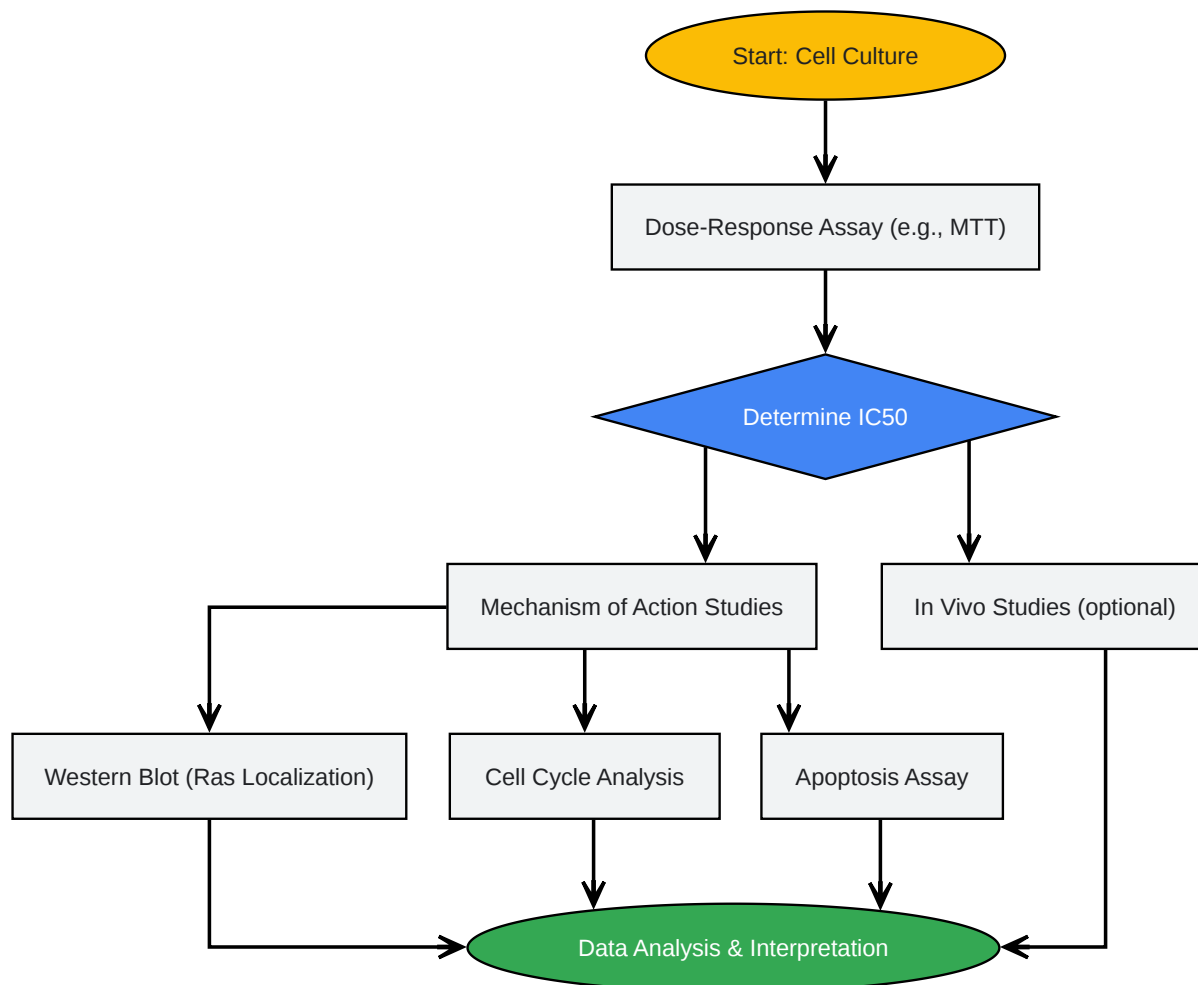 Start: Cell Culture
Dose-Response Assay (e.g., MTT)
Determine IC50
Mechanism of Action Studies
In Vivo Studies (optional)
Western Blot (Ras Localization)
Cell Cycle Analysis
Apoptosis Assay
Data Analysis & Interpretation